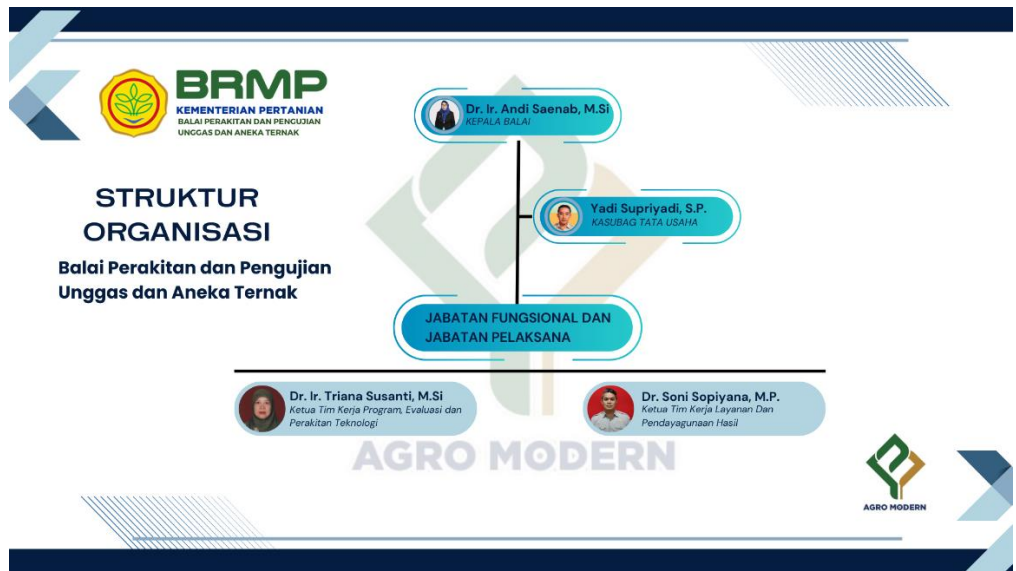 BRMP
KEMENTERIAN PERTANIAN
BALAI PERAKITAN DAN PENGUJIAN
UNGGAS DAN ANEKA TERNAK
STRUKTUR
ORGANISASI
Balai Perakitan dan Pengujian
Unggas dan Aneka Ternak
Dr. Ir. Andi Saenab, M.Si
KEPALA BALAI
Yadi Supriyadi, S.P.
KASUBAG TATA USAHA
JABATAN FUNGSIONAL DAN
JABATAN PELAKSANA
Dr. Ir. Triana Susanti, M.Si
Ketua Tim Kerja Program, Evaluasi dan
Perakitan Teknologi
Dr. Soni Sopiyana, M.P.
Ketua Tim Kerja Layanan Dan
Pendayagunaan Hasil
AGRO MODERN
AGRO MODERN